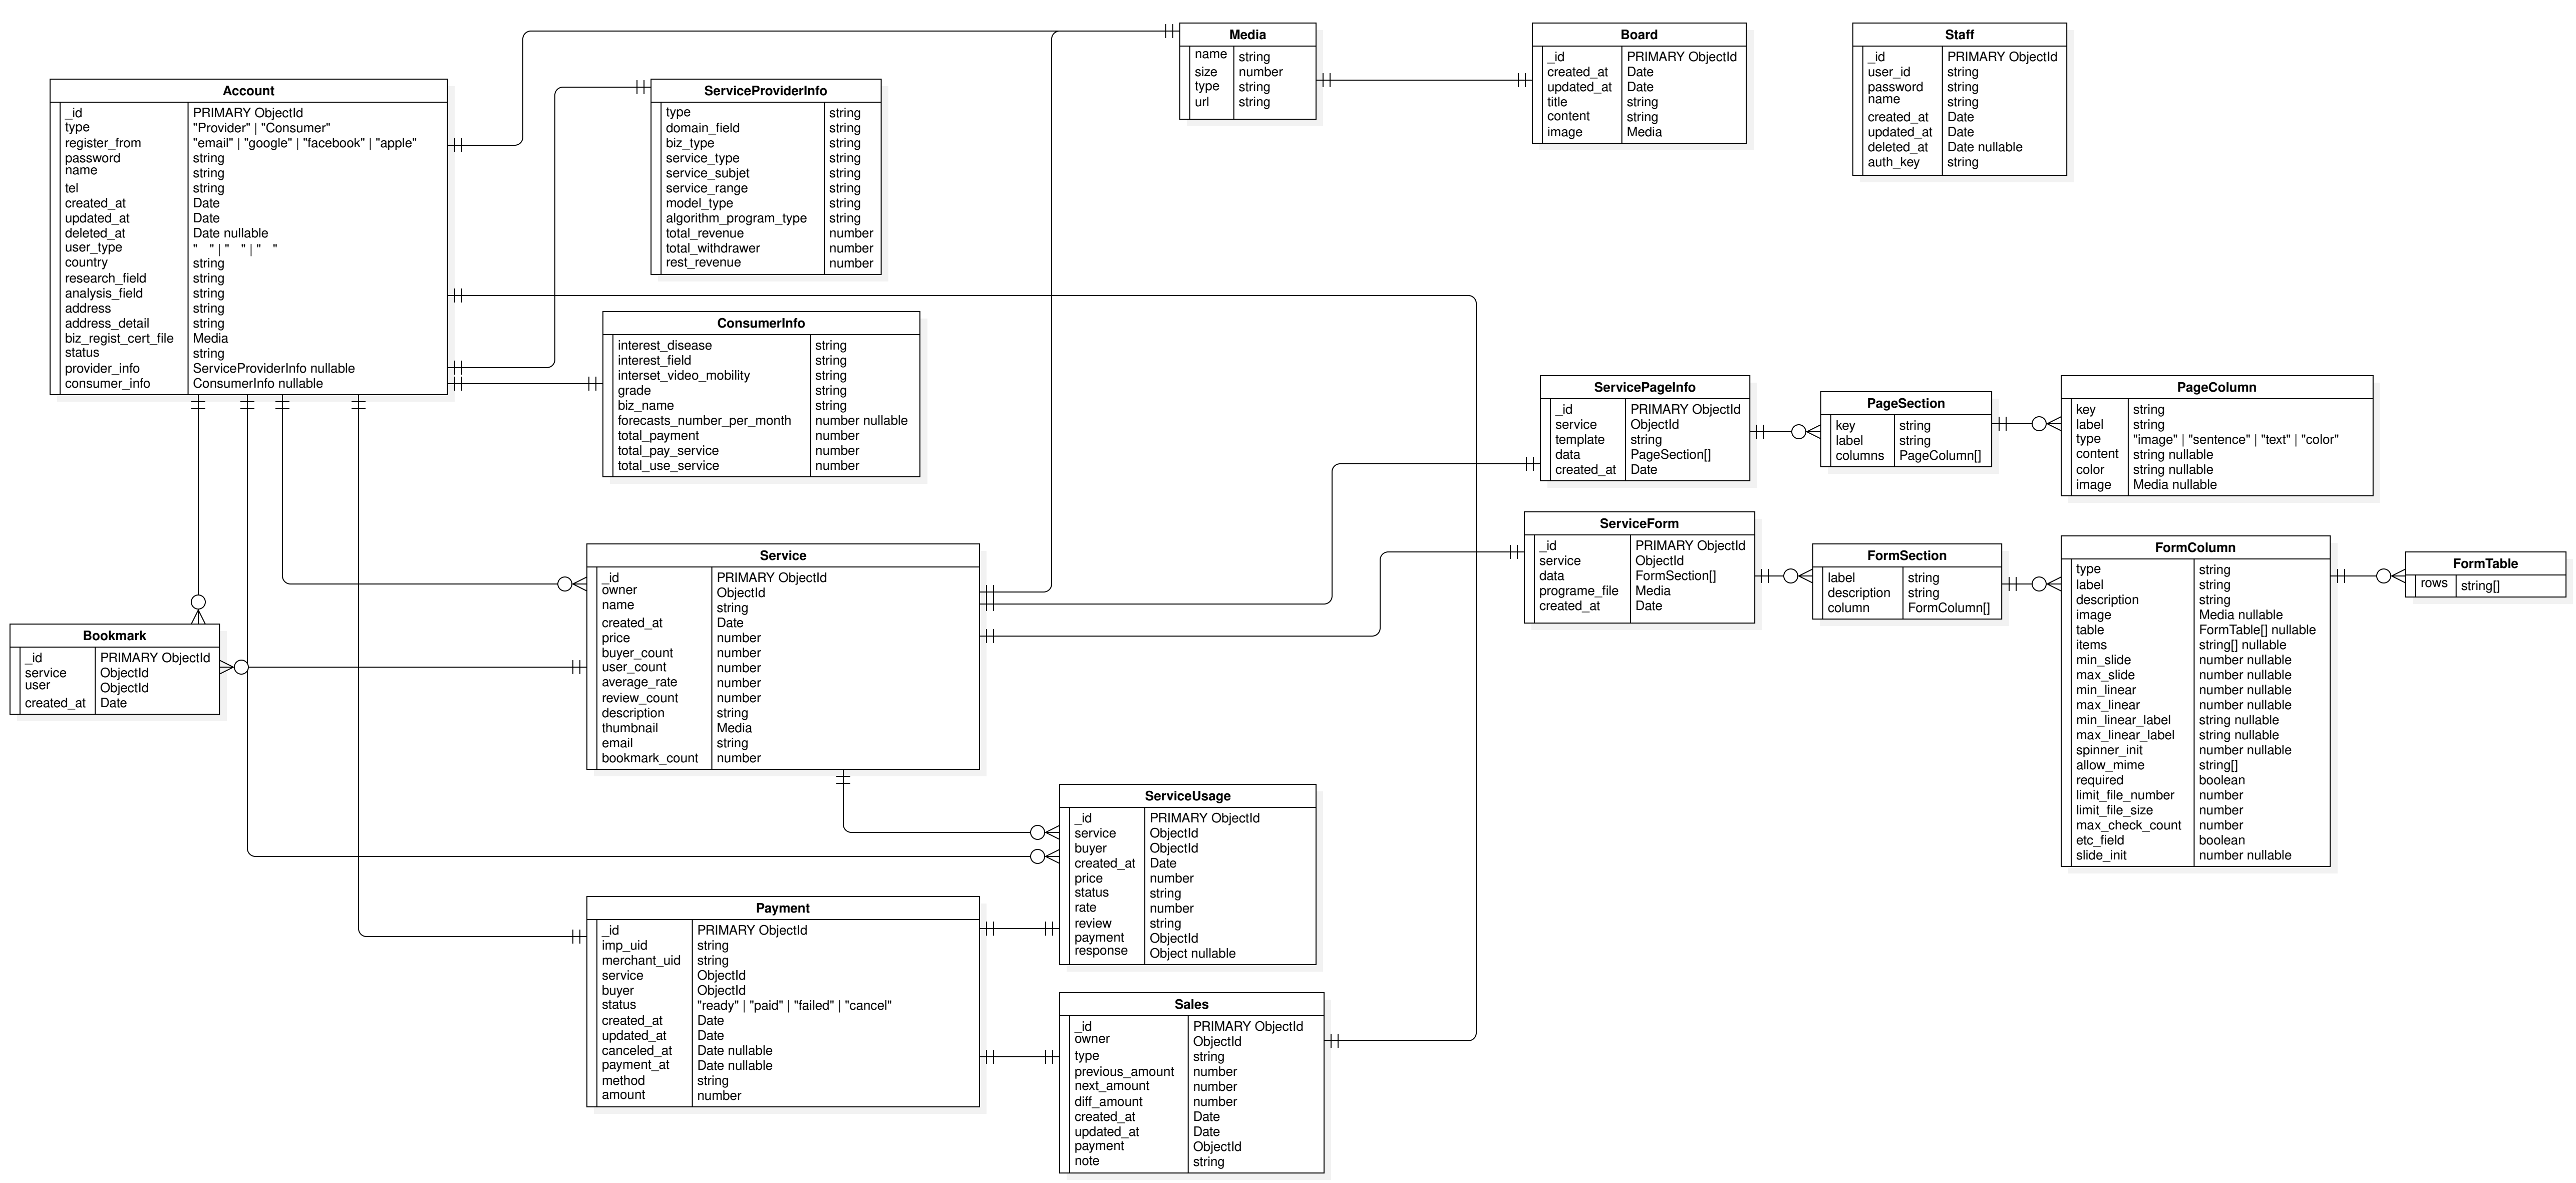 Account
_id PRIMARY ObjectId
type "Provider" | "Consumer"
register_from "email" | "google" | "facebook" | "apple"
password string
name string
tel string
created_at Date
updated_at Date
deleted_at Date nullable
user_type " " | " " | " "
country string
research_field string
analysis_field string
address string
address_detail string
biz_regist_cert_file Media
status string
provider_info ServiceProviderInfo nullable
consumer_info ConsumerInfo nullable
ServiceProviderInfo
type string
domain_field string
biz_type string
service_type string
service_subjet string
service_range string
model_type string
algorithm_program_type string
total_revenue number
total_withdrawer number
rest_revenue number
ConsumerInfo
interest_disease string
interest_field string
interset_video_mobility string
grade string
biz_name string
forecasts_number_per_month number nullable
total_payment number
total_pay_service number
total_use_service number
Media
name string
size number
type string
url string
Board
_id PRIMARY ObjectId
created_at Date
updated_at Date
title string
content string
image Media
Staff
_id PRIMARY ObjectId
user_id string
password string
name string
created_at Date
updated_at Date
deleted_at Date nullable
auth_key string
ServicePageInfo
_id PRIMARY ObjectId
service ObjectId
template string
data PageSection[]
created_at Date
PageSection
key string
label string
columns PageColumn[]
PageColumn
key string
label string
type "image" | "sentence" | "text" | "color"
content string nullable
color string nullable
image Media nullable
ServiceForm
_id PRIMARY ObjectId
service ObjectId
data FormSection[]
programe_file Media
created_at Date
FormSection
label string
description string
column FormColumn[]
FormColumn
type string
label string
description string
image Media nullable
table FormTable[] nullable
items string[] nullable
min_slide number nullable
max_slide number nullable
min_linear number nullable
max_linear number nullable
min_linear_label string nullable
max_linear_label string nullable
spinner_init number nullable
allow_mime string[]
required boolean
limit_file_number number
limit_file_size number
max_check_count number
etc_field boolean
slide_init number nullable
FormTable
rows string[]
Service
_id PRIMARY ObjectId
owner ObjectId
name string
created_at Date
price number
buyer_count number
user_count number
average_rate number
review_count number
description string
thumbnail Media
email string
bookmark_count number
Bookmark
_id PRIMARY ObjectId
service ObjectId
user ObjectId
created_at Date
ServiceUsage
_id PRIMARY ObjectId
service ObjectId
buyer ObjectId
created_at Date
price number
status string
rate number
review string
payment ObjectId
response Object nullable
Payment
_id PRIMARY ObjectId
imp_uid string
merchant_uid string
service ObjectId
buyer ObjectId
status "ready" | "paid" | "failed" | "cancel"
created_at Date
updated_at Date
canceled_at Date nullable
payment_at Date nullable
method string
amount number
Sales
_id PRIMARY ObjectId
owner ObjectId
type string
previous_amount number
next_amount number
diff_amount number
created_at Date
updated_at Date
payment ObjectId
note string